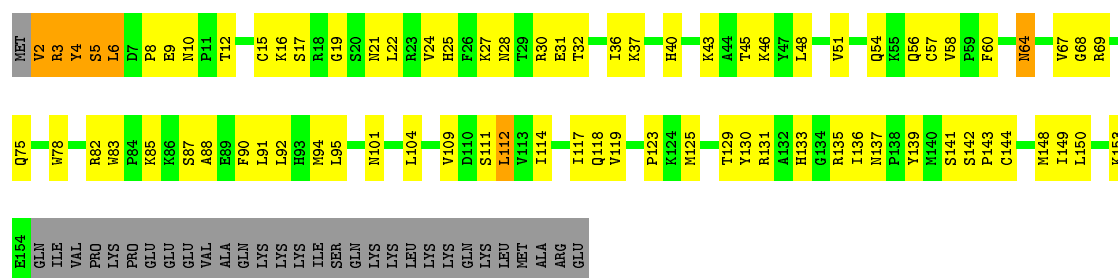 MET V2 R3 Y4 S5 L6 D7 P8 E9 N10 P11 T12 C15 K16 S17 R18 G19 S20 N21 L22 R23 V24 H25 F26 K27 N28 T29 R30 E31 T32 I36 K37 H40 K43 A44 T45 K46 Y47 L48 V51 Q54 K55 Q56 C57 V58 P59 F60 N64 V67 G68 R69
Q75 W78 R82 W83 P84 K85 K86 S87 A88 E89 F90 L91 L92 H93 M94 L95 N101 L104 V109 D110 S111 L112 V113 I114 I117 Q118 V119 P123 K124 M125 T129 Y130 R131 A132 H133 G134 R135 I136 N137 P138 Y139 M140 S141 S142 P143 C144 M148 I149 L150 K153
E154 GLN ILE VAL PRO LYS PRO GLU GLU GLU VAL ALA GLN LYS LYS LYS ILE SER GLN LYS LYS LEU LYS LYS GLN LYS LEU MET ALA ARG GLU